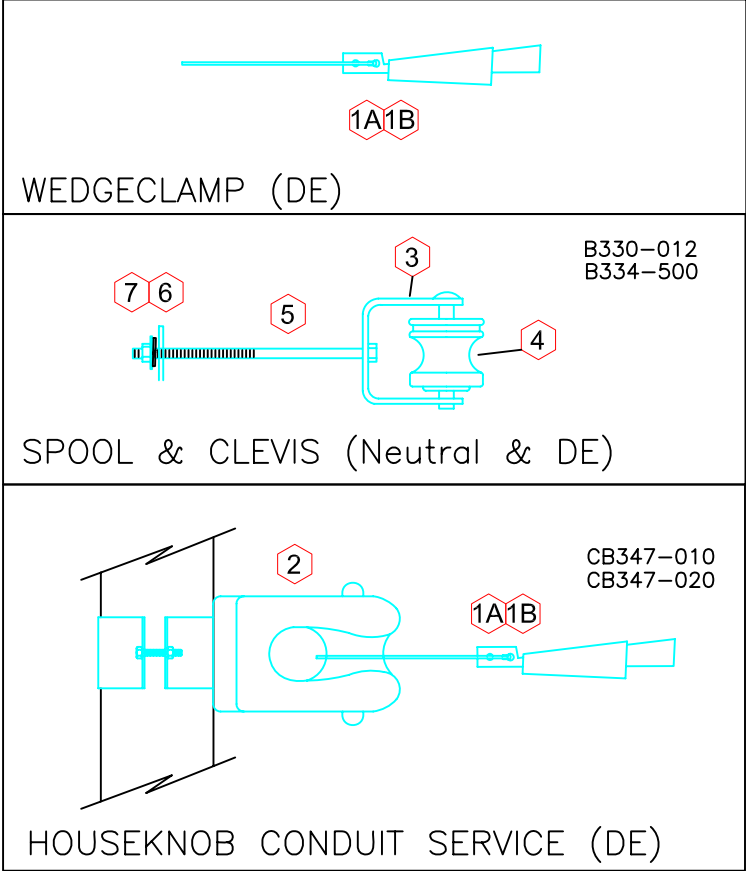 1A 1B
WEDGECLAMP (DE)
B330-012
B334-500
3
7 6
5
4
SPOOL & CLEVIS (Neutral & DE)
CB347-010
CB347-020
2
1A 1B
HOUSEKNOB CONDUIT SERVICE (DE)